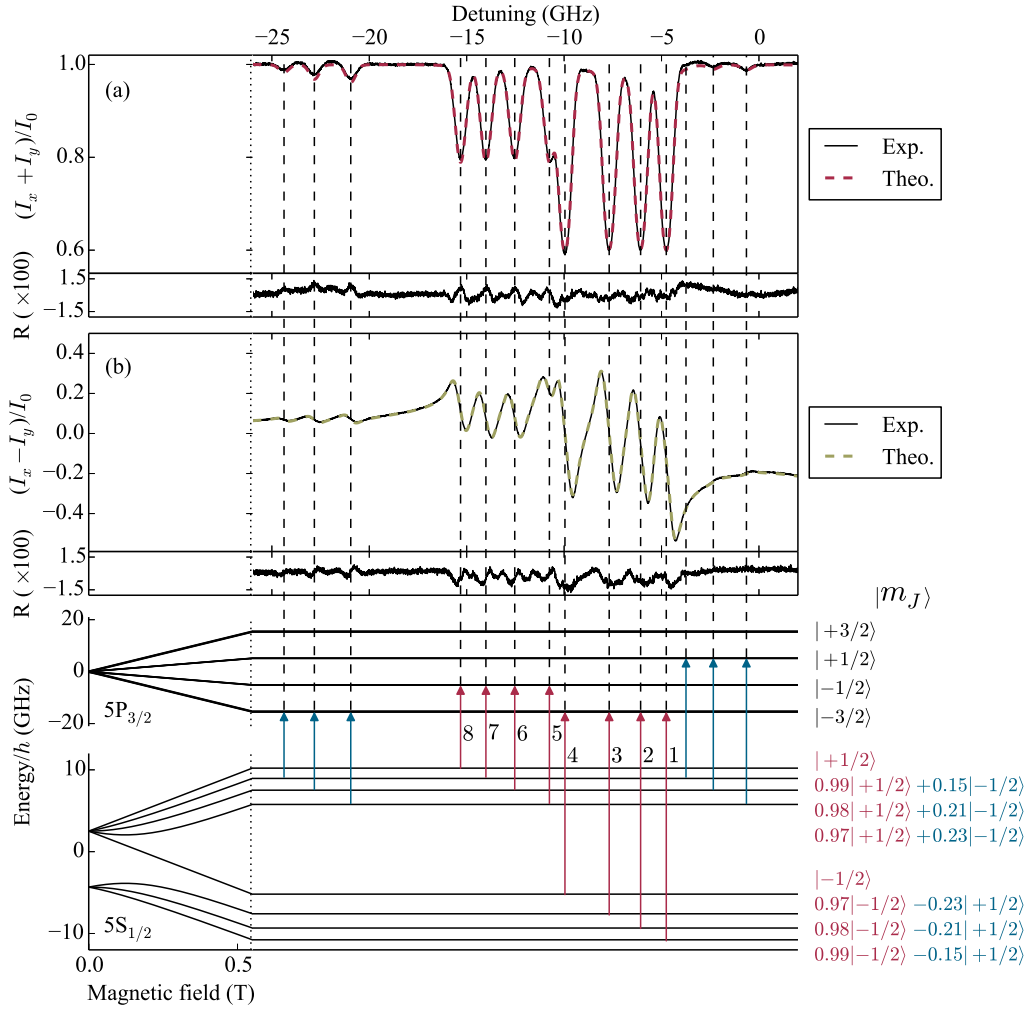 Detuning (GHz)
−25 −20 −15 −10 −5 0
(a)
(I_x + I_y)/I_0
1.0
0.8
0.6
Exp.
Theo.
R (×100)
1.5
−1.5
(b)
(I_x − I_y)/I_0
0.4
0.2
0.0
−0.2
−0.4
Exp.
Theo.
R (×100)
1.5
−1.5
|m_J⟩
Energy/h (GHz)
20
0
−20
5P_{3/2}
|+3/2⟩
|+1/2⟩
|−1/2⟩
|−3/2⟩
8 7 6 5 4 3 2 1
10
0
−10
5S_{1/2}
|+1/2⟩
0.99|+1/2⟩ +0.15|−1/2⟩
0.98|+1/2⟩ +0.21|−1/2⟩
0.97|+1/2⟩ +0.23|−1/2⟩
|−1/2⟩
0.97|−1/2⟩ −0.23|+1/2⟩
0.98|−1/2⟩ −0.21|+1/2⟩
0.99|−1/2⟩ −0.15|+1/2⟩
0.0 0.5
Magnetic field (T)